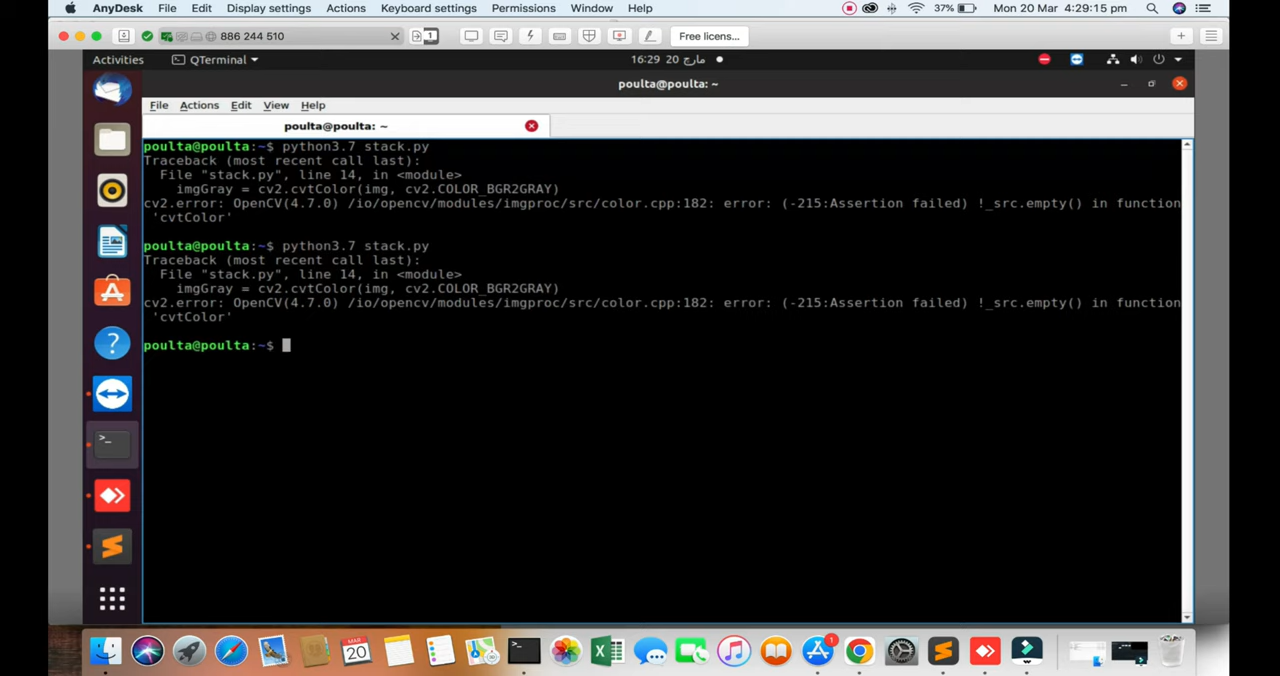 AnyDesk File Edit Display settings Actions Keyboard settings Permissions Window Help 37% Mon 20 Mar 4:29:15 pm
886 244 510 1 Free licens...
Activities QTerminal 16:29 20 مارچ
poulta@poulta: ~
File Actions Edit View Help
poulta@poulta: ~
poulta@poulta:~$ python3.7 stack.py
Traceback (most recent call last):
File "stack.py", line 14, in <module>
imgGray = cv2.cvtColor(img, cv2.COLOR_BGR2GRAY)
cv2.error: OpenCV(4.7.0) /io/opencv/modules/imgproc/src/color.cpp:182: error: (-215:Assertion failed) !_src.empty() in function
'cvtColor'
poulta@poulta:~$ python3.7 stack.py
Traceback (most recent call last):
File "stack.py", line 14, in <module>
imgGray = cv2.cvtColor(img, cv2.COLOR_BGR2GRAY)
cv2.error: OpenCV(4.7.0) /io/opencv/modules/imgproc/src/color.cpp:182: error: (-215:Assertion failed) !_src.empty() in function
'cvtColor'
poulta@poulta:~$
MAR
20
1